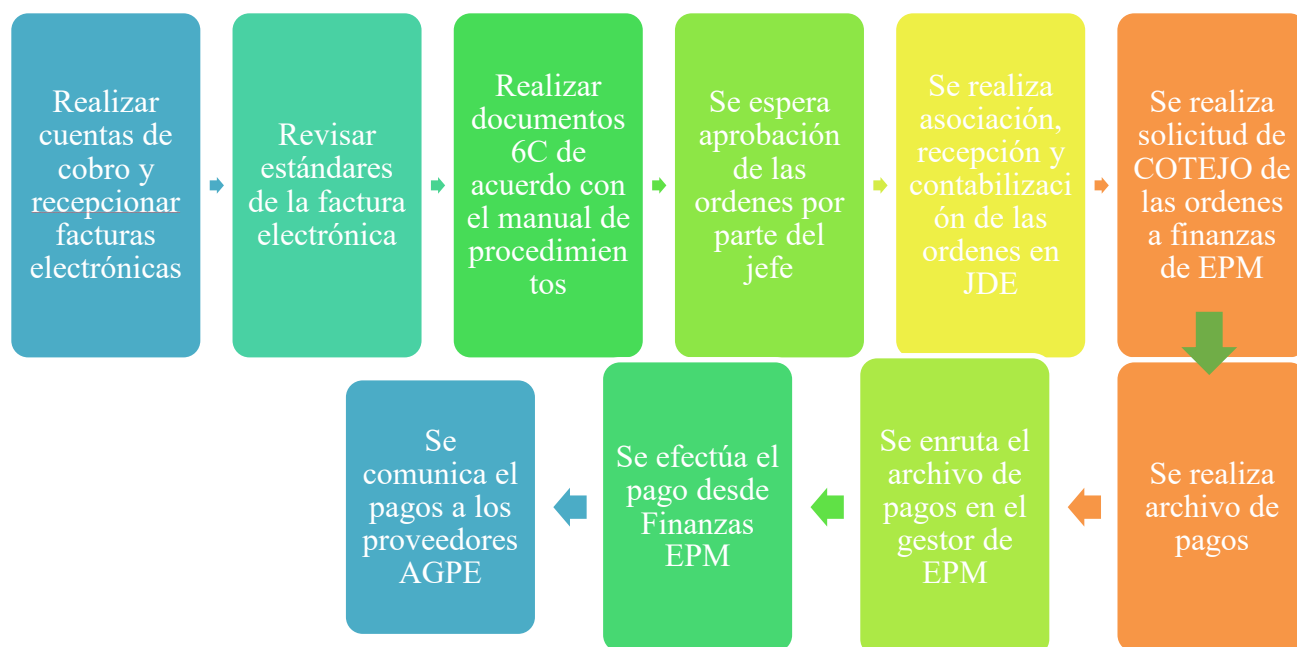 Realizar
cuentas de
cobro y
recepcionar
facturas
electrónicas
Revisar
estándares
de la factura
electrónica
Realizar
documentos
6C de
acuerdo con
el manual de
procedimien
tos
Se espera
aprobación
de las
ordenes por
parte del
jefe
Se realiza
asociación,
recepción y
contabilizaci
ón de las
ordenes en
JDE
Se realiza
solicitud de
COTEJO de
las ordenes
a finanzas
de EPM
Se realiza
archivo de
pagos
Se enruta el
archivo de
pagos en el
gestor de
EPM
Se efectúa el
pago desde
Finanzas
EPM
Se
comunica el
pagos a los
proveedores
AGPE